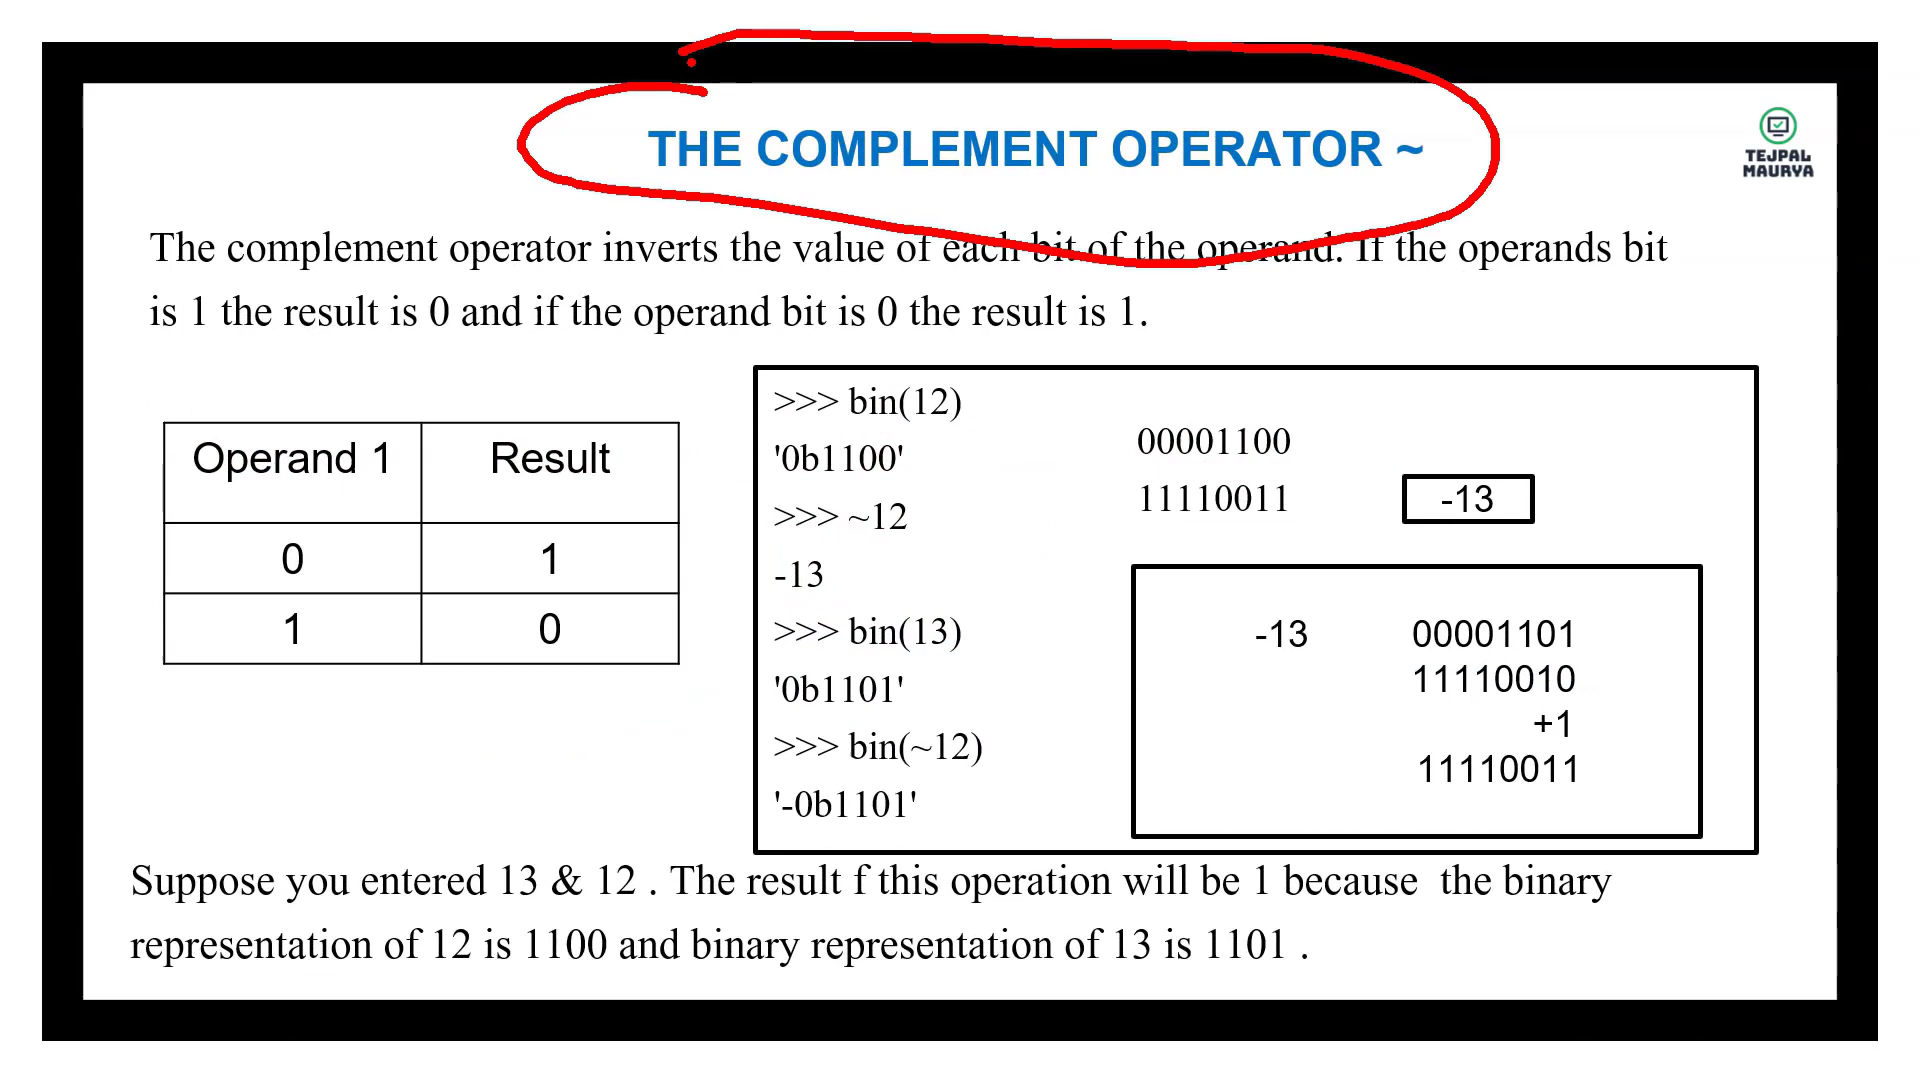 THE COMPLEMENT OPERATOR ~
TEJPAL
MAURYA
The complement operator inverts the value of each bit of the operand. If the operands bit
is 1 the result is 0 and if the operand bit is 0 the result is 1.
Operand 1 Result
0 1
1 0
>>> bin(12)
'0b1100'
>>> ~12
-13
>>> bin(13)
'0b1101'
>>> bin(~12)
'-0b1101'
00001100
11110011 -13
-13 00001101
11110010
+1
11110011
Suppose you entered 13 & 12 . The result f this operation will be 1 because the binary
representation of 12 is 1100 and binary representation of 13 is 1101 .